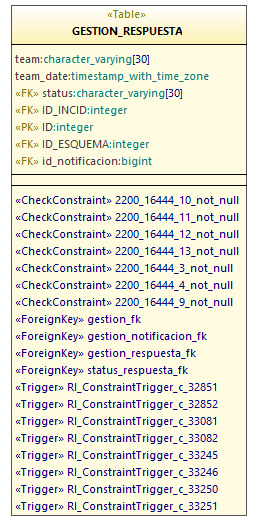 «Table»
GESTION_RESPUESTA
team:character_varying[30]
team_date:timestamp_with_time_zone
«FK» status:character_varying[30]
«FK» ID_INCID:integer
«PK» ID:integer
«FK» ID_ESQUEMA:integer
«FK» id_notificacion:bigint
«CheckConstraint» 2200_16444_10_not_null
«CheckConstraint» 2200_16444_11_not_null
«CheckConstraint» 2200_16444_12_not_null
«CheckConstraint» 2200_16444_13_not_null
«CheckConstraint» 2200_16444_3_not_null
«CheckConstraint» 2200_16444_4_not_null
«CheckConstraint» 2200_16444_9_not_null
«ForeignKey» gestion_fk
«ForeignKey» gestion_notificacion_fk
«ForeignKey» gestion_respuesta_fk
«ForeignKey» status_respuesta_fk
«Trigger» RI_ConstraintTrigger_c_32851
«Trigger» RI_ConstraintTrigger_c_32852
«Trigger» RI_ConstraintTrigger_c_33081
«Trigger» RI_ConstraintTrigger_c_33082
«Trigger» RI_ConstraintTrigger_c_33245
«Trigger» RI_ConstraintTrigger_c_33246
«Trigger» RI_ConstraintTrigger_c_33250
«Trigger» RI_ConstraintTrigger_c_33251